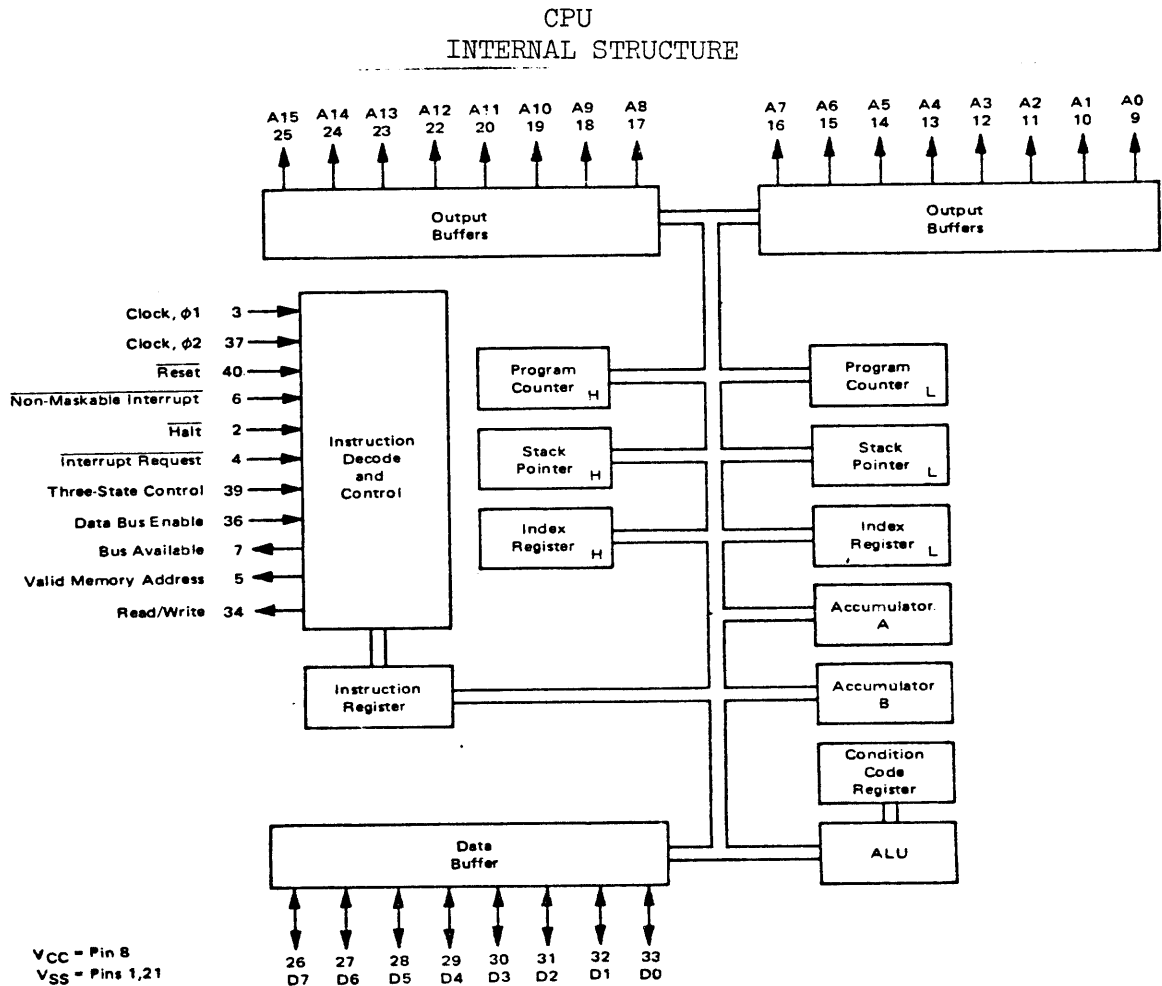 CPU
INTERNAL STRUCTURE
A15 A14 A13 A12 A11 A10 A9 A8
25 24 23 22 20 19 18 17
A7 A6 A5 A4 A3 A2 A1 A0
16 15 14 13 12 11 10 9
Output
Buffers
Output
Buffers
Clock, ϕ1 3
Clock, ϕ2 37
Reset 40
Non-Maskable Interrupt 6
Halt 2
Interrupt Request 4
Three-State Control 39
Data Bus Enable 36
Bus Available 7
Valid Memory Address 5
Read/Write 34
Instruction
Decode
and
Control
Program
Counter H
Program
Counter L
Stack
Pointer H
Stack
Pointer L
Index
Register H
Index
Register L
Accumulator
A
Instruction
Register
Accumulator
B
Condition
Code
Register
Data
Buffer
ALU
26 27 28 29 30 31 32 33
D7 D6 D5 D4 D3 D2 D1 D0
VCC = Pin 8
VSS = Pins 1,21